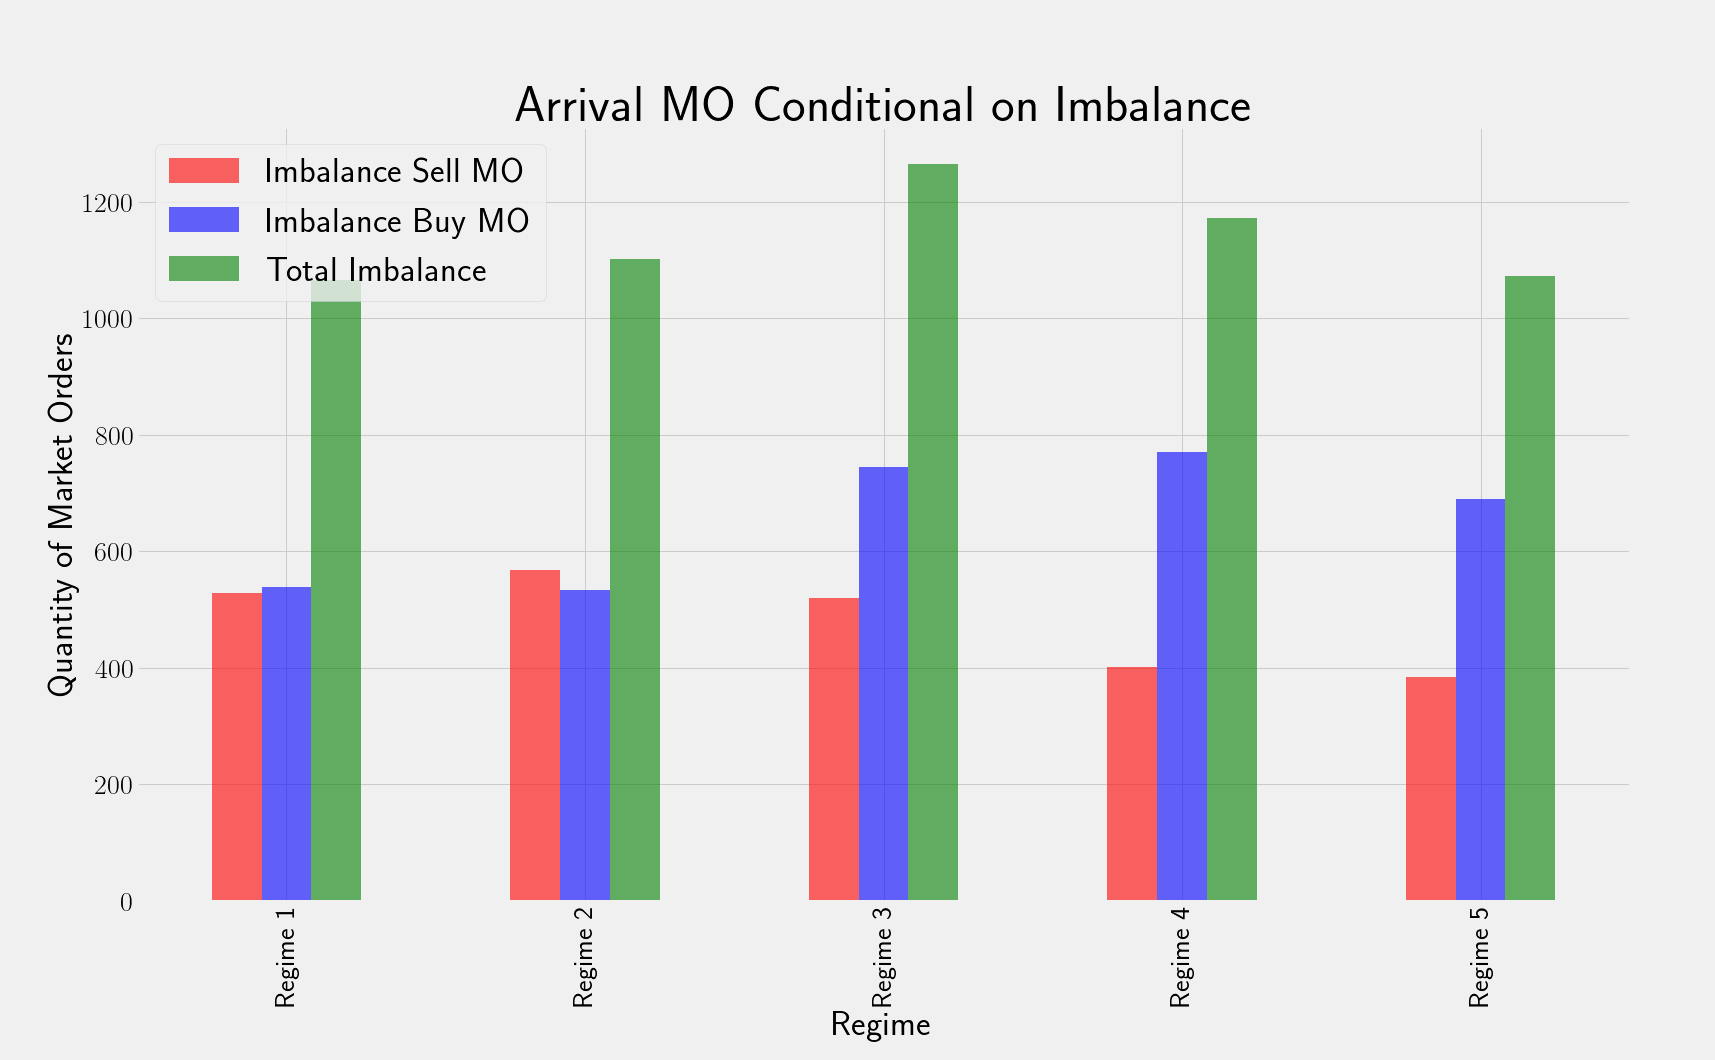 Arrival MO Conditional on Imbalance
Imbalance Sell MO
Imbalance Buy MO
Total Imbalance
Quantity of Market Orders
1200
1000
800
600
400
200
0
Regime 1
Regime 2
Regime 3
Regime 4
Regime 5
Regime